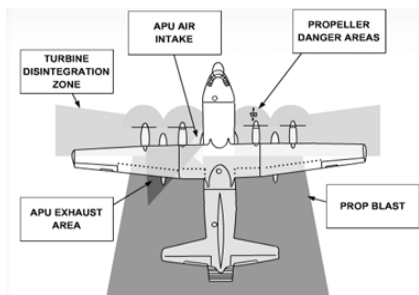 APU AIR
INTAKE
PROPELLER
DANGER AREAS
TURBINE
DISINTEGRATION
ZONE
APU EXHAUST
AREA
PROP BLAST